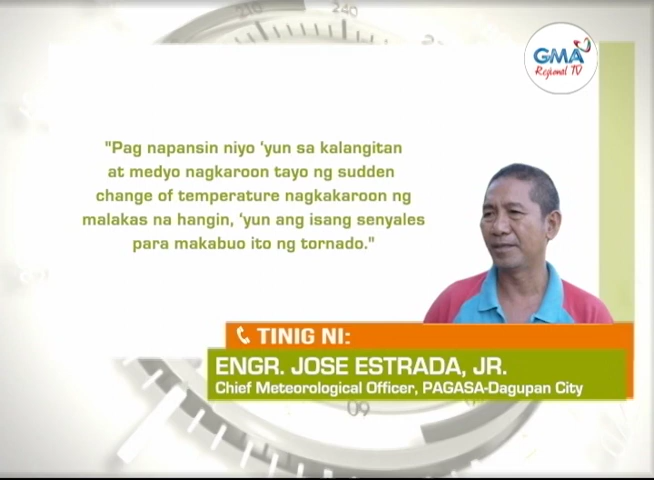 240
GMA
Regional TV
"Pag napansin niyo ‘yun sa kalangitan
at medyo nagkaroon tayo ng sudden
change of temperature nagkakaroon ng
malakas na hangin, ‘yun ang isang senyales
para makabuo ito ng tornado."
TINIG NI:
ENGR. JOSE ESTRADA, JR.
Chief Meteorological Officer, PAGASA-Dagupan City
09